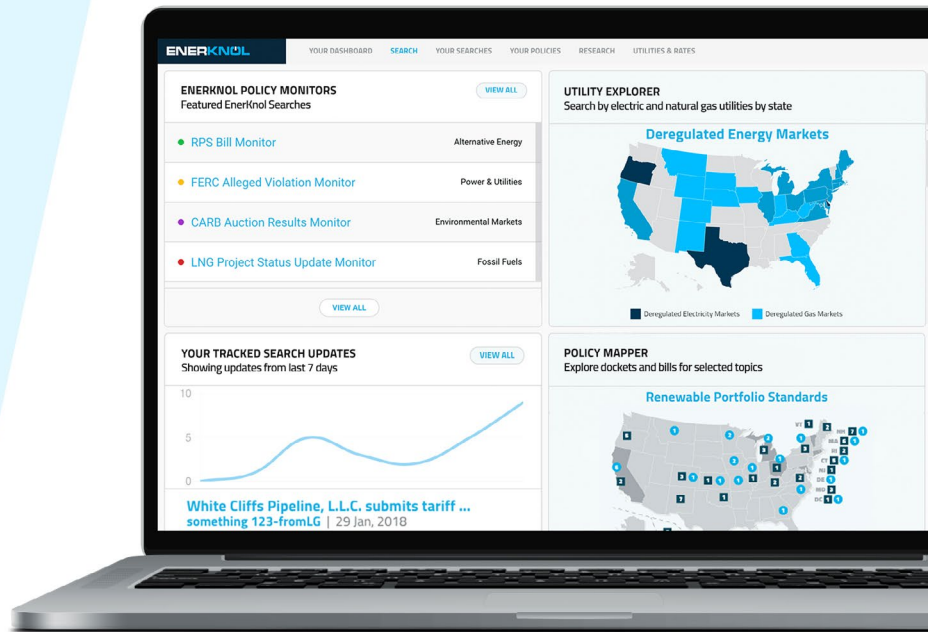 ENERKNOL
YOUR DASHBOARD SEARCH YOUR SEARCHES YOUR POLICIES RESEARCH UTILITIES & RATES
ENERKNOL POLICY MONITORS
Featured EnerKnol Searches
VIEW ALL
RPS Bill Monitor Alternative Energy
FERC Alleged Violation Monitor Power & Utilities
CARB Auction Results Monitor Environmental Markets
LNG Project Status Update Monitor Fossil Fuels
VIEW ALL
UTILITY EXPLORER
Search by electric and natural gas utilities by state
Deregulated Energy Markets
Deregulated Electricity Markets Deregulated Gas Markets
YOUR TRACKED SEARCH UPDATES
Showing updates from last 7 days
VIEW ALL
10
5
0
White Cliffs Pipeline, L.L.C. submits tariff ...
something 123-fromLG | 29 Jan, 2018
POLICY MAPPER
Explore dockets and bills for selected topics
Renewable Portfolio Standards
VT
NH
MA
RI
CT
NJ
DE
MD
DC